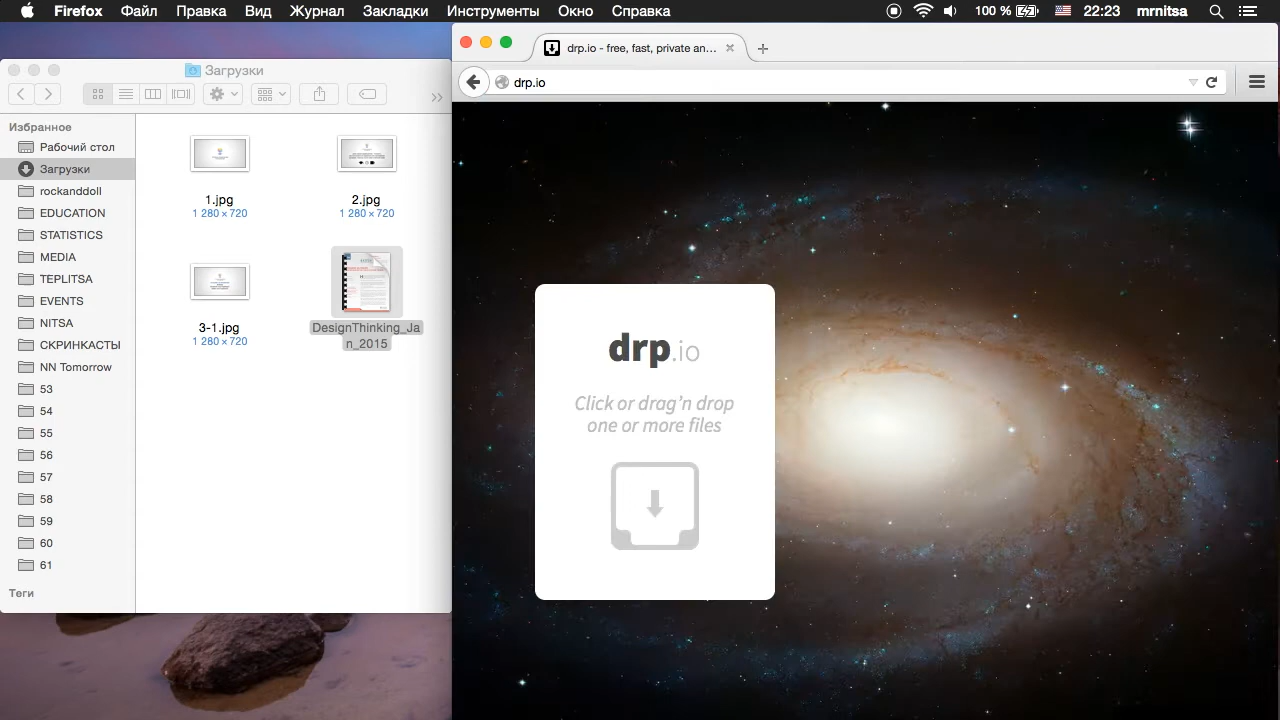 Firefox Файл Правка Вид Журнал Закладки Инструменты Окно Справка 100 % 22:23 mrnitsa
Загрузки
Избранное
Рабочий стол
Загрузки
rockanddoll
EDUCATION
STATISTICS
MEDIA
TEPLITSA
EVENTS
NITSA
СКРИНКАСТЫ
NN Tomorrow
53
54
55
56
57
58
59
60
61
Теги
1.jpg
1 280 × 720
2.jpg
1 280 × 720
3-1.jpg
1 280 × 720
DesignThinking_Ja
n_2015
drp.io - free, fast, private an...
drp.io
drp.io
Click or drag’n drop
one or more files